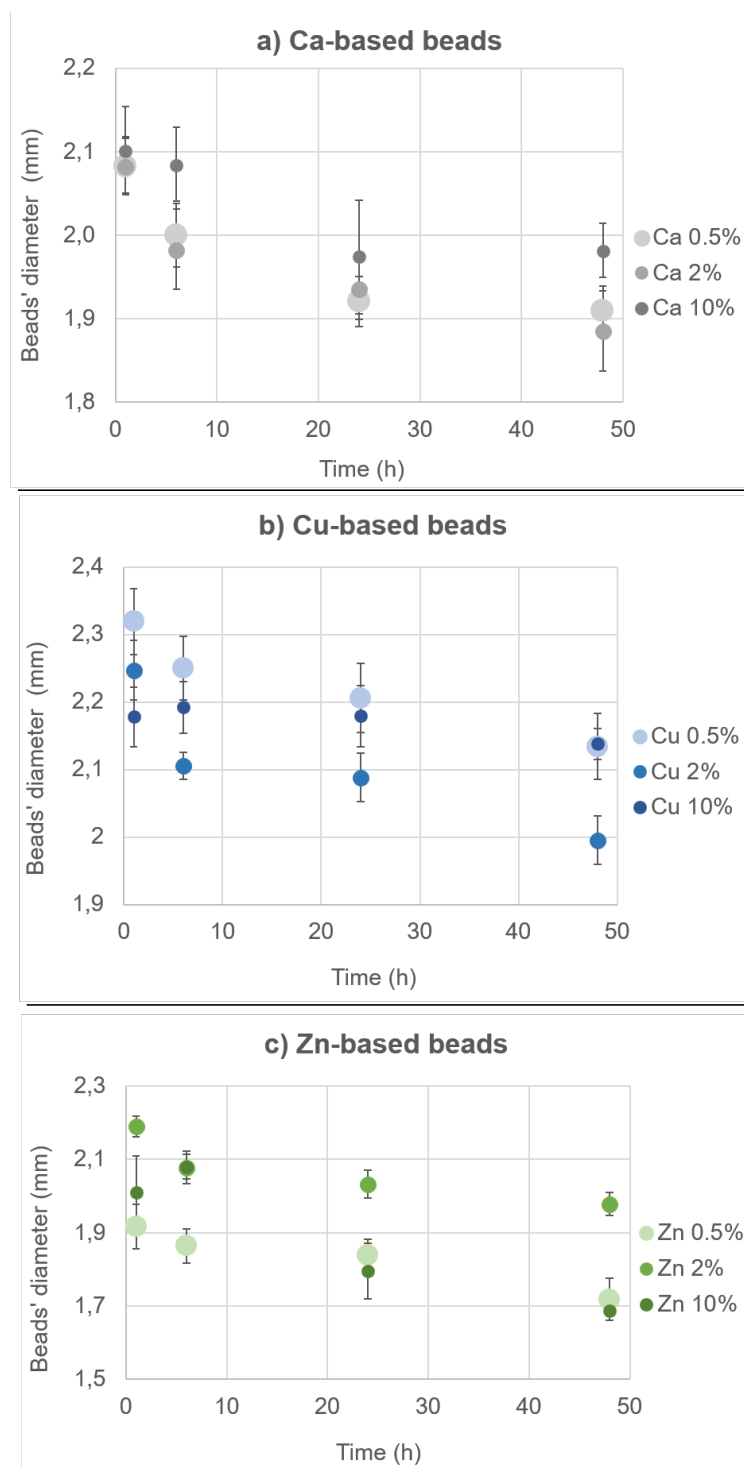 a) Ca-based beads
2,2
2,1
2,0
1,9
1,8
Beads' diameter (mm)
0 10 20 30 40 50
Time (h)
Ca 0.5%
Ca 2%
Ca 10%
b) Cu-based beads
2,4
2,3
2,2
2,1
2
1,9
Beads' diameter (mm)
0 10 20 30 40 50
Time (h)
Cu 0.5%
Cu 2%
Cu 10%
c) Zn-based beads
2,3
2,1
1,9
1,7
1,5
Beads' diameter (mm)
0 10 20 30 40 50
Time (h)
Zn 0.5%
Zn 2%
Zn 10%